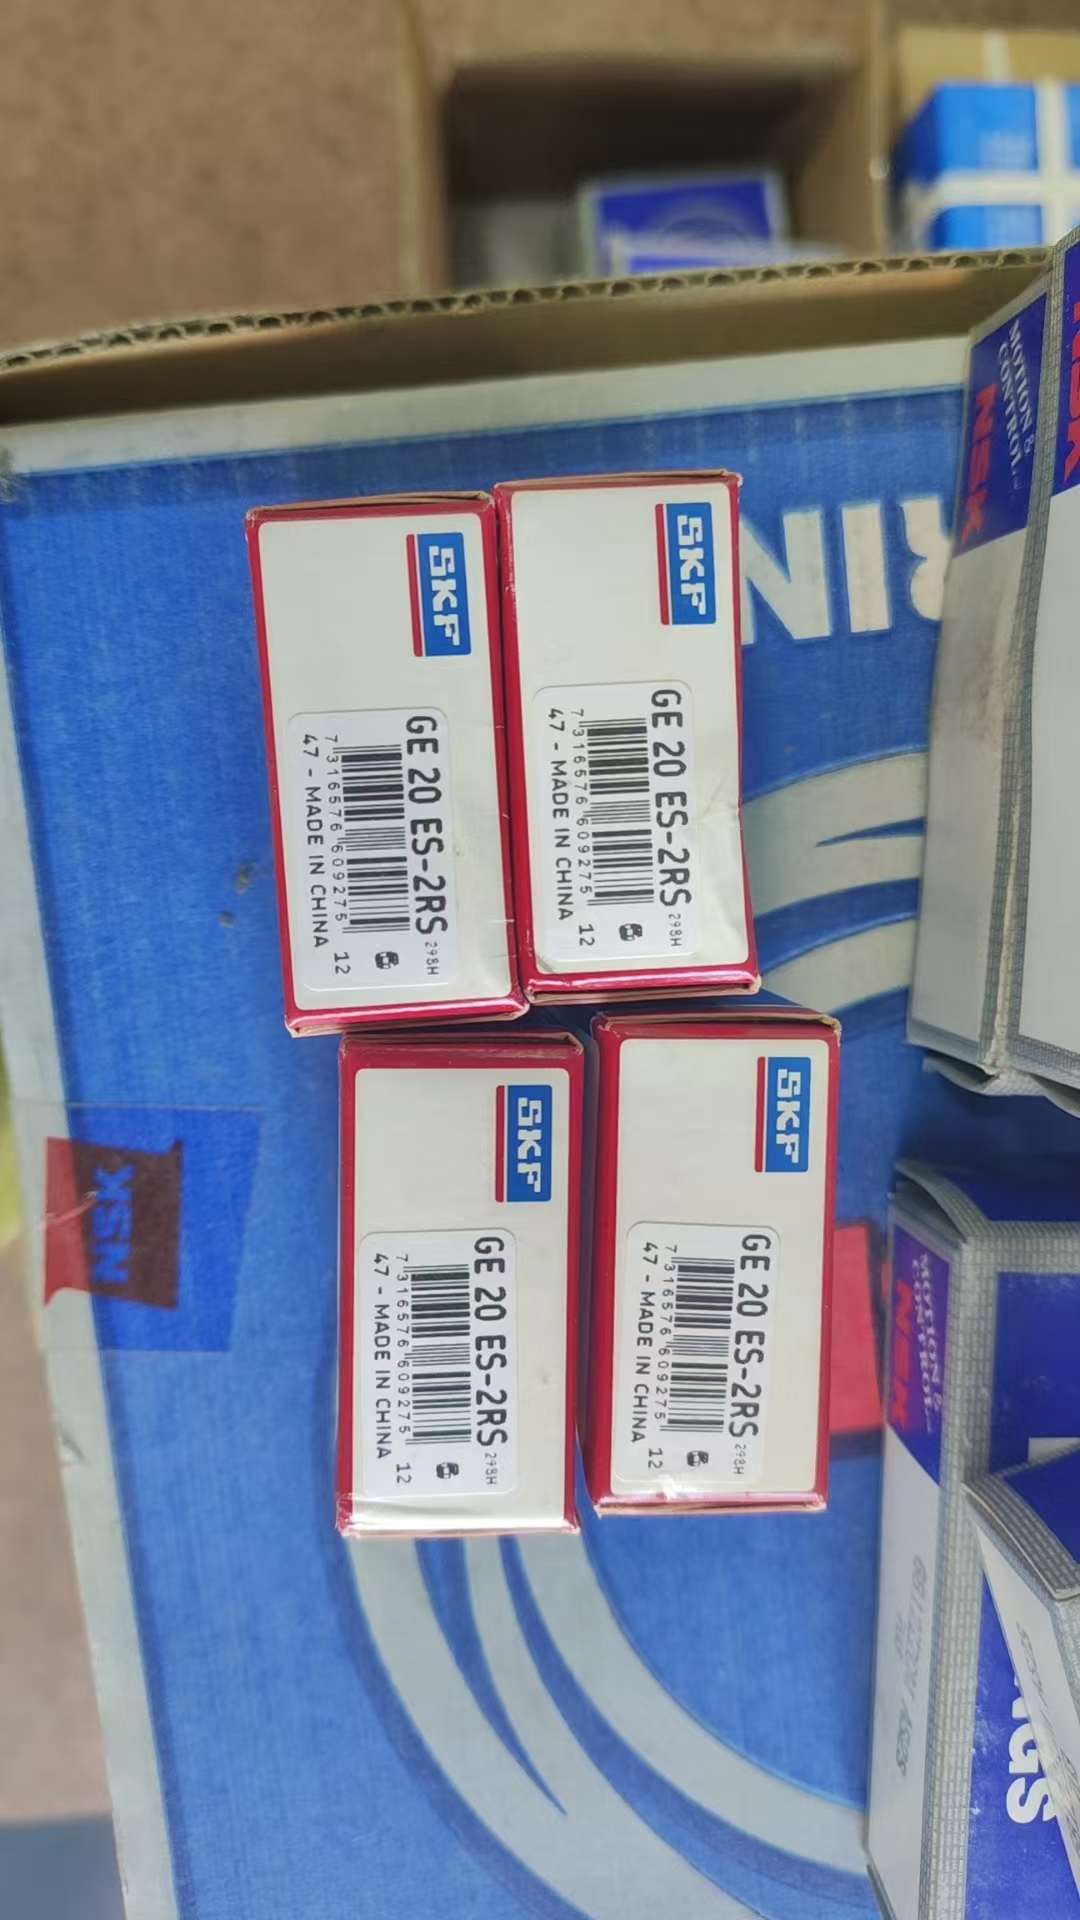 SKF
GE 20 ES-2RS
298H
7 316576 609275
47 - MADE IN CHINA
12
SKF
GE 20 ES-2RS
298H
7 316576 609275
47 - MADE IN CHINA
12
SKF
GE 20 ES-2RS
298H
7 316576 609275
47 - MADE IN CHINA
12
SKF
GE 20 ES-2RS
298H
7 316576 609275
47 - MADE IN CHINA
12
RIN
NSK
MOTION &
CONTROL
NSK
NSK
MOTION &
CONTROL
NSK
GS